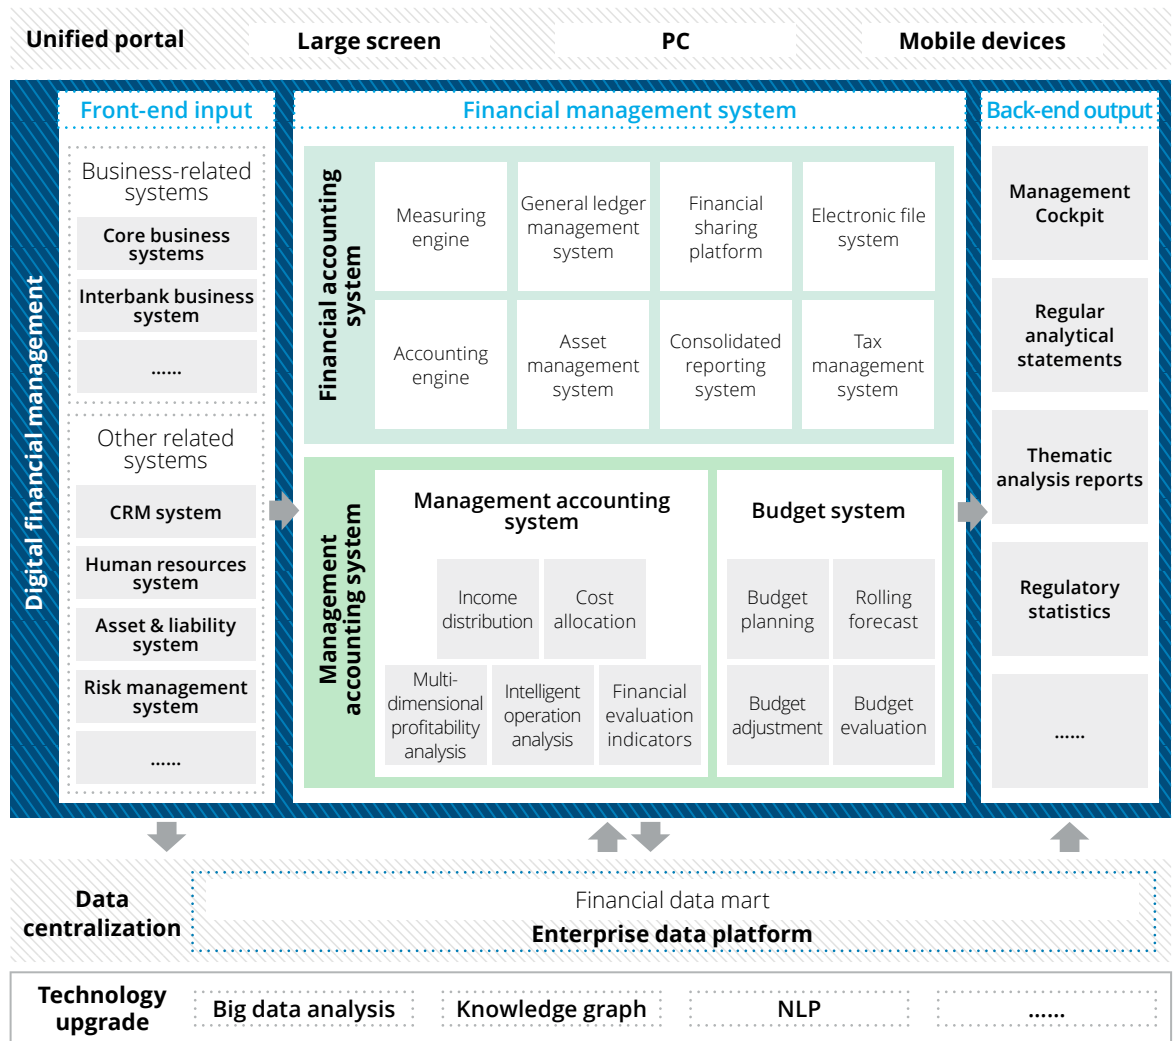 Unified portal
Large screen
PC
Mobile devices
Digital financial management
Front-end input
Business-related
systems
Core business
systems
Interbank business
system
......
Other related
systems
CRM system
Human resources
system
Asset & liability
system
Risk management
system
......
Financial management system
Financial accounting
system
Measuring
engine
General ledger
management
system
Financial
sharing
platform
Electronic file
system
Accounting
engine
Asset
management
system
Consolidated
reporting
system
Tax
management
system
Management
accounting system
Management accounting
system
Income
distribution
Cost
allocation
Multi-
dimensional
profitability
analysis
Intelligent
operation
analysis
Financial
evaluation
indicators
Budget system
Budget
planning
Rolling
forecast
Budget
adjustment
Budget
evaluation
Back-end output
Management
Cockpit
Regular
analytical
statements
Thematic
analysis reports
Regulatory
statistics
......
Data
centralization
Financial data mart
Enterprise data platform
Technology
upgrade
Big data analysis
Knowledge graph
NLP
......